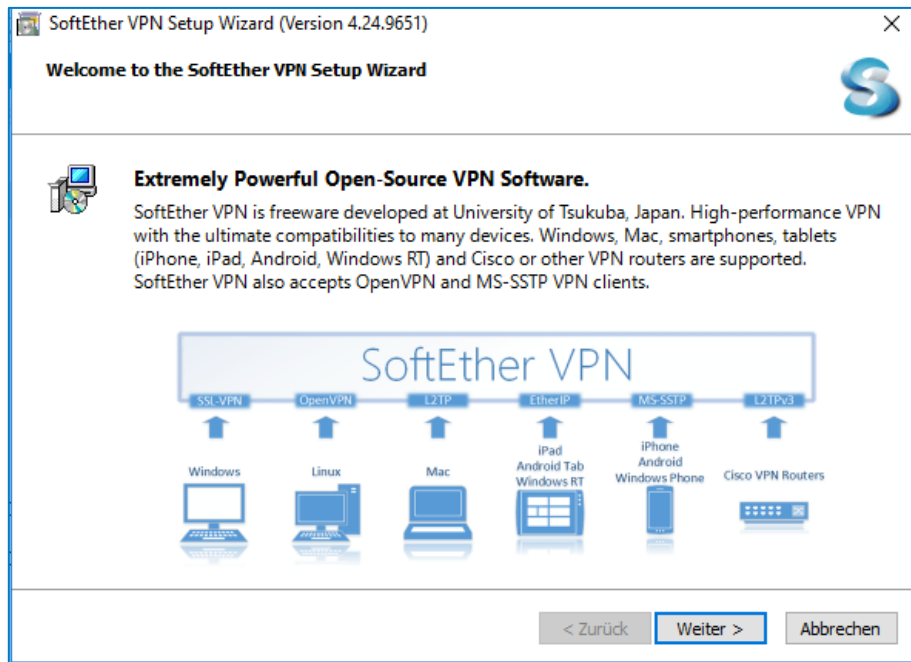 SoftEther VPN Setup Wizard (Version 4.24.9651)
Welcome to the SoftEther VPN Setup Wizard
Extremely Powerful Open-Source VPN Software.
SoftEther VPN is freeware developed at University of Tsukuba, Japan. High-performance VPN
with the ultimate compatibilities to many devices. Windows, Mac, smartphones, tablets
(iPhone, iPad, Android, Windows RT) and Cisco or other VPN routers are supported.
SoftEther VPN also accepts OpenVPN and MS-SSTP VPN clients.
SoftEther VPN
SSL-VPN OpenVPN L2TP EtherIP MS-SSTP L2TPv3
Windows
Linux
Mac
iPad
Android Tab
Windows RT
iPhone
Android
Windows Phone
Cisco VPN Routers
< Zurück Weiter > Abbrechen